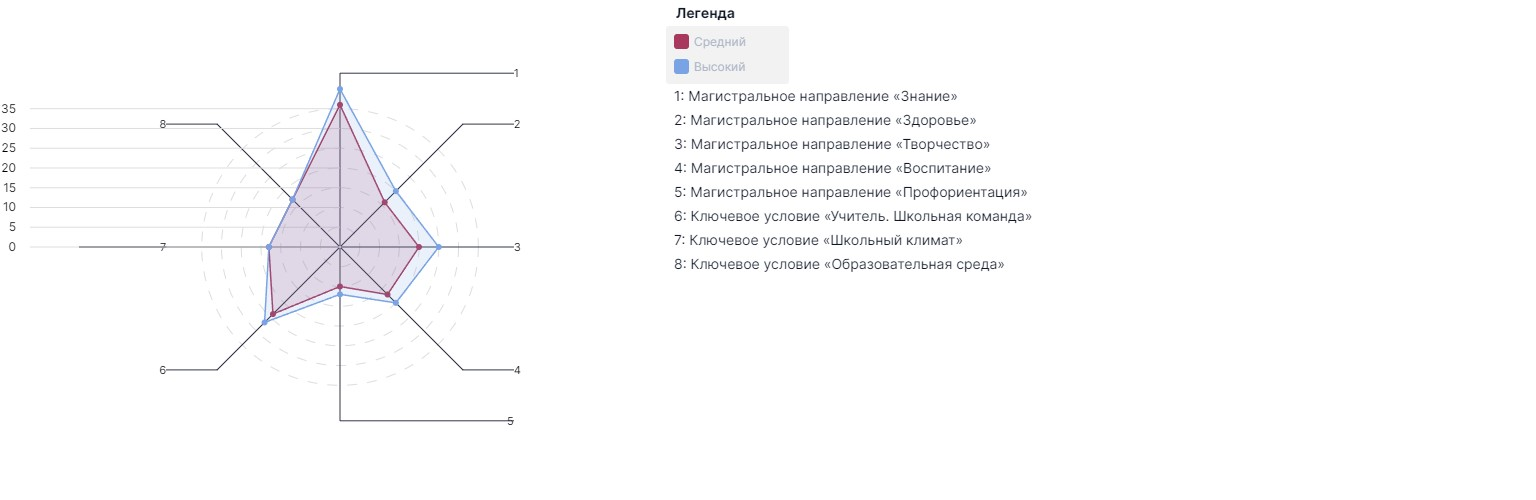 Легенда
Средний
Высокий
1: Магистральное направление «Знание»
2: Магистральное направление «Здоровье»
3: Магистральное направление «Творчество»
4: Магистральное направление «Воспитание»
5: Магистральное направление «Профориентация»
6: Ключевое условие «Учитель. Школьная команда»
7: Ключевое условие «Школьный климат»
8: Ключевое условие «Образовательная среда»
1
2
3
4
5
6
7
8
35
30
25
20
15
10
5
0